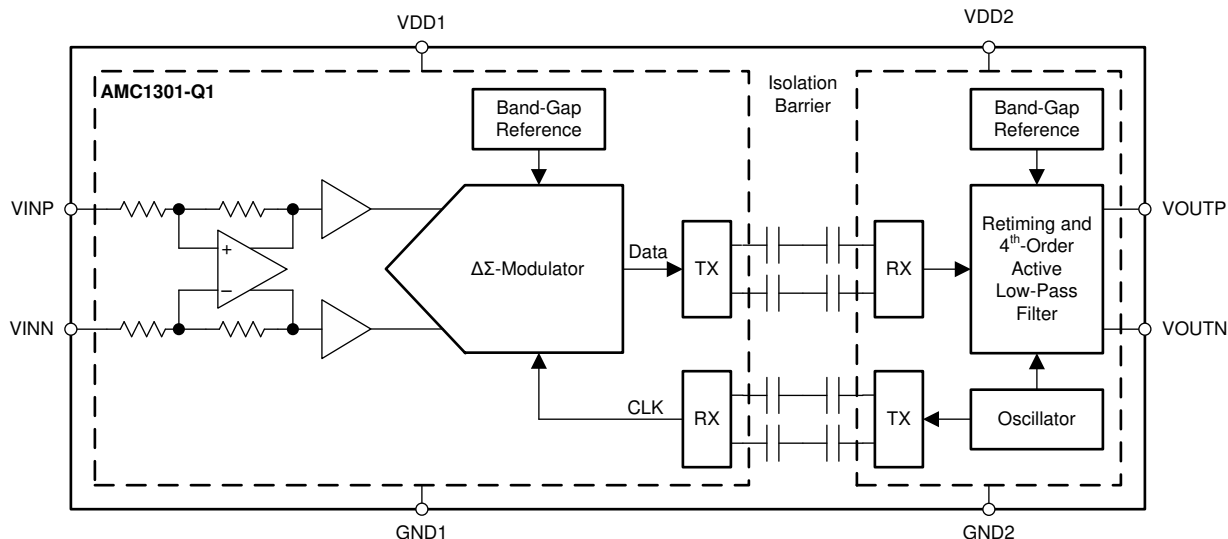 VDD1
VDD2
AMC1301-Q1
Band-Gap
Reference
Isolation
Barrier
Band-Gap
Reference
VINP
+
−
VINN
ΔΣ-Modulator
Data
TX
RX
Retiming and
4th-Order
Active
Low-Pass
Filter
VOUTP
VOUTN
CLK
RX
TX
Oscillator
GND1
GND2